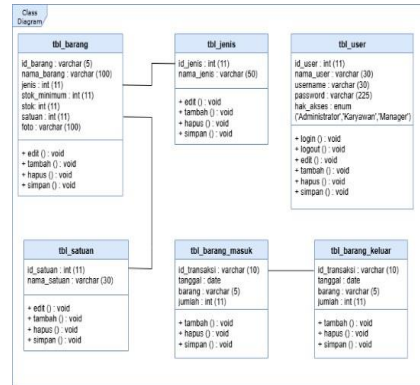 Class
Diagram
tbl_barang
id_barang : varchar (5)
nama_barang : varchar (100)
jenis : int (11)
stok_minimum : int (11)
stok: int (11)
satuan : int (11)
foto : varchar (100)
+ edit () : void
+ tambah () : void
+ hapus () : void
+ simpan () : void
tbl_jenis
id_jenis : int (11)
nama_jenis : varchar (50)
+ edit () : void
+ tambah () : void
+ hapus () : void
+ simpan () : void
tbl_user
id_user : int (11)
nama_user : varchar (30)
username : varchar (30)
password : varchar (225)
hak_akses : enum
('Administrator','Karyawan','Manager')
+ login () : void
+ logout () : void
+ edit () : void
+ tambah () : void
+ hapus () : void
+ simpan () : void
tbl_satuan
id_satuan : int (11)
nama_satuan : varchar (30)
+ edit () : void
+ tambah () : void
+ hapus () : void
+ simpan () : void
tbl_barang_masuk
id_transaksi : varchar (10)
tanggal : date
barang : varchar (5)
jumlah : int (11)
+ tambah () : void
+ hapus () : void
+ simpan () : void
tbl_barang_keluar
id_transaksi : varchar (10)
tanggal : date
barang : varchar (5)
jumlah : int (11)
+ tambah () : void
+ hapus () : void
+ simpan () : void